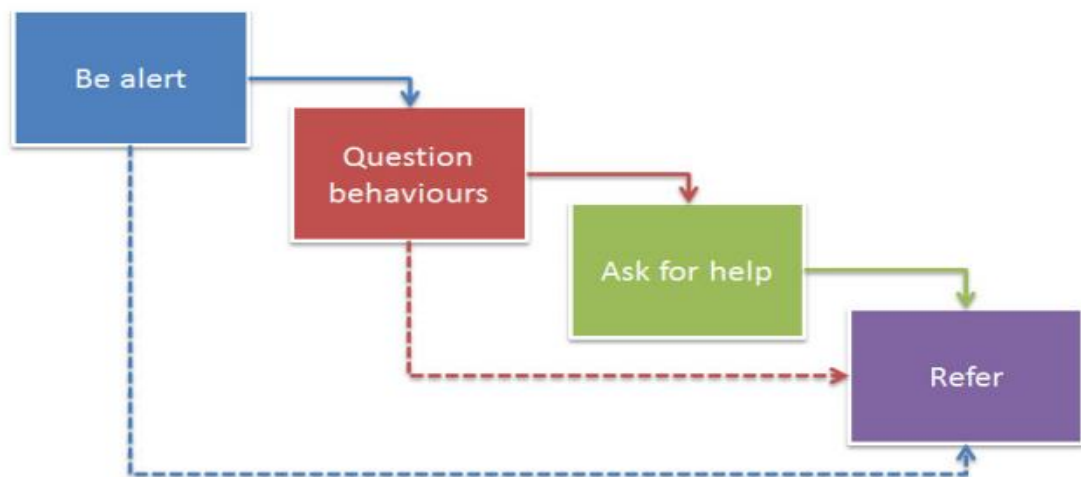 Be alert
Question
behaviours
Ask for help
Refer